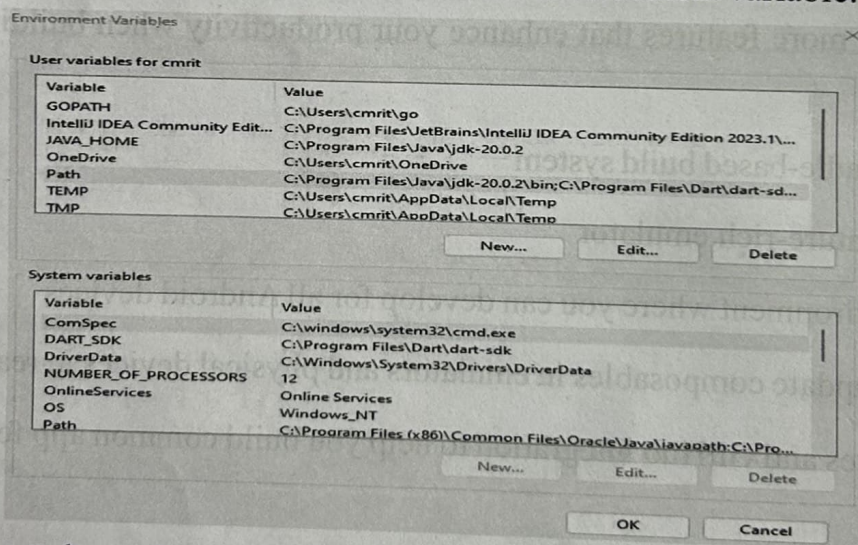 Environment Variables
User variables for cmrit
Variable Value
GOPATH C:\Users\cmrit\go
IntelliJ IDEA Community Edit... C:\Program Files\JetBrains\IntelliJ IDEA Community Edition 2023.1\...
JAVA_HOME C:\Program Files\Java\jdk-20.0.2
OneDrive C:\Users\cmrit\OneDrive
Path C:\Program Files\Java\jdk-20.0.2\bin;C:\Program Files\Dart\dart-sd...
TEMP C:\Users\cmrit\AppData\Local\Temp
TMP C:\Users\cmrit\AppData\Local\Temp
New... Edit... Delete
System variables
Variable Value
ComSpec C:\windows\system32\cmd.exe
DART_SDK C:\Program Files\Dart\dart-sdk
DriverData C:\Windows\System32\Drivers\DriverData
NUMBER_OF_PROCESSORS 12
OnlineServices Online Services
OS Windows_NT
Path C:\Program Files (x86)\Common Files\Oracle\Java\javapath;C:\Pro...
New... Edit... Delete
OK Cancel